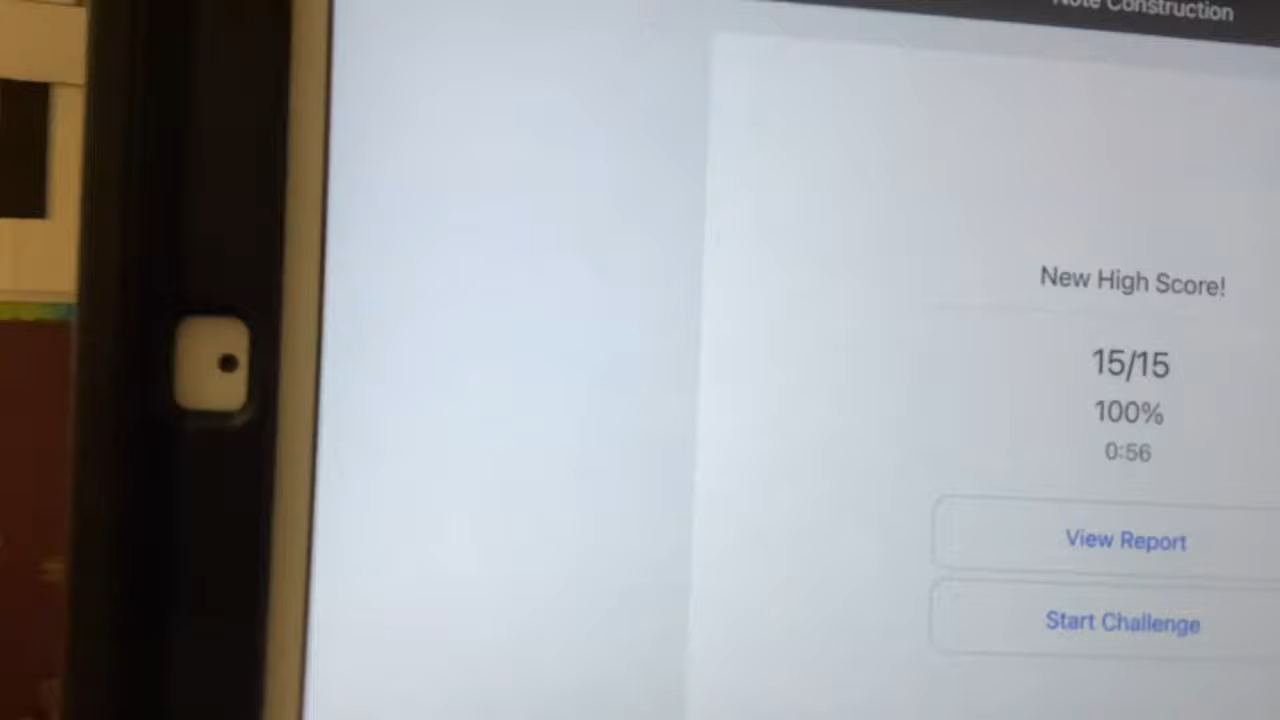 Note Construction
New High Score!
15/15
100%
0:56
View Report
Start Challenge